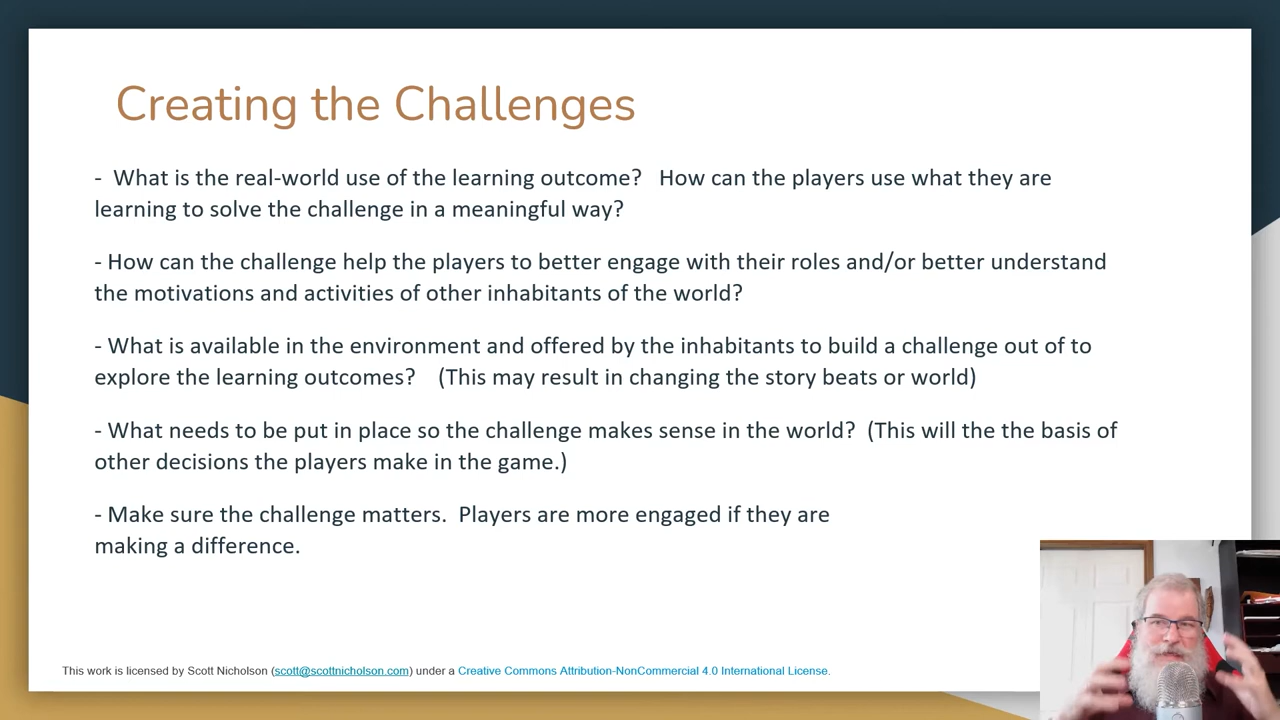 Creating the Challenges
- What is the real-world use of the learning outcome? How can the players use what they are
learning to solve the challenge in a meaningful way?
- How can the challenge help the players to better engage with their roles and/or better understand
the motivations and activities of other inhabitants of the world?
- What is available in the environment and offered by the inhabitants to build a challenge out of to
explore the learning outcomes? (This may result in changing the story beats or world)
- What needs to be put in place so the challenge makes sense in the world? (This will the the basis of
other decisions the players make in the game.)
- Make sure the challenge matters. Players are more engaged if they are
making a difference.
This work is licensed by Scott Nicholson (scott@scottnicholson.com) under a Creative Commons Attribution-NonCommercial 4.0 International License.